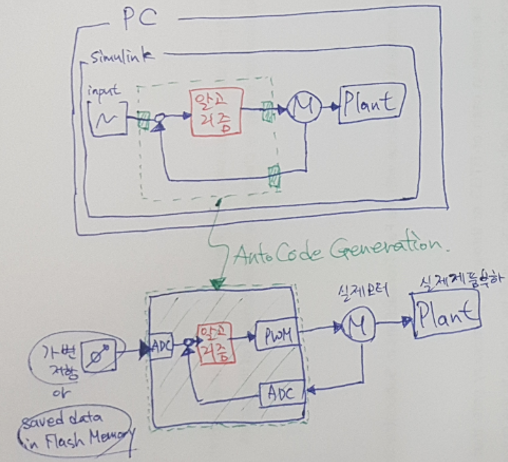 PC
Simulink
input
알고
리즘
M
Plant
Auto Code Generation.
실제모터
실제제품부하
가변
저항
ADC
알고
리즘
PWM
M
Plant
ADC
or
saved data
in Flash Memory